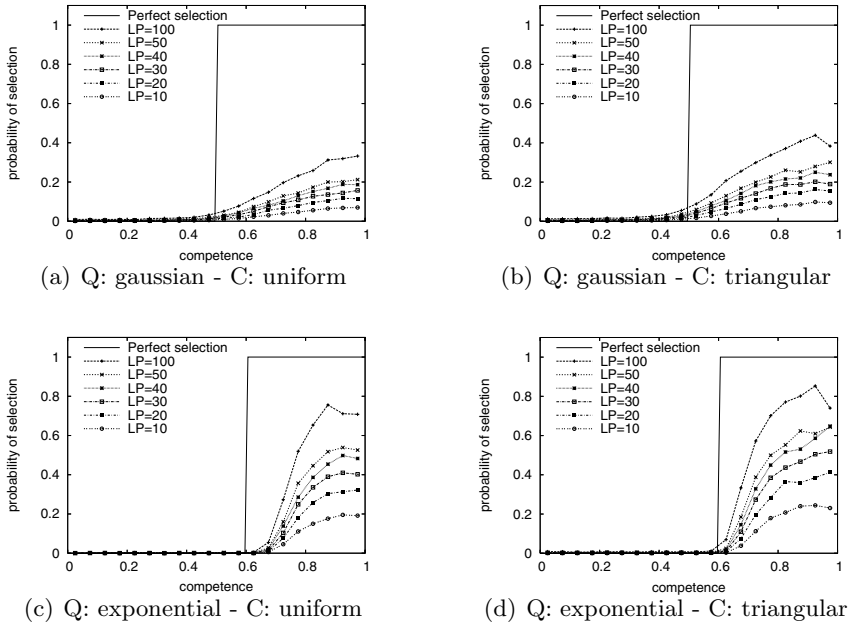 Perfect selection
LP=100
LP=50
LP=40
LP=30
LP=20
LP=10
probability of selection
1
0.8
0.6
0.4
0.2
0
0 0.2 0.4 0.6 0.8 1
competence
(a) Q: gaussian - C: uniform
Perfect selection
LP=100
LP=50
LP=40
LP=30
LP=20
LP=10
probability of selection
1
0.8
0.6
0.4
0.2
0
0 0.2 0.4 0.6 0.8 1
competence
(b) Q: gaussian - C: triangular
Perfect selection
LP=100
LP=50
LP=40
LP=30
LP=20
LP=10
probability of selection
1
0.8
0.6
0.4
0.2
0
0 0.2 0.4 0.6 0.8 1
competence
(c) Q: exponential - C: uniform
Perfect selection
LP=100
LP=50
LP=40
LP=30
LP=20
LP=10
probability of selection
1
0.8
0.6
0.4
0.2
0
0 0.2 0.4 0.6 0.8 1
competence
(d) Q: exponential - C: triangular